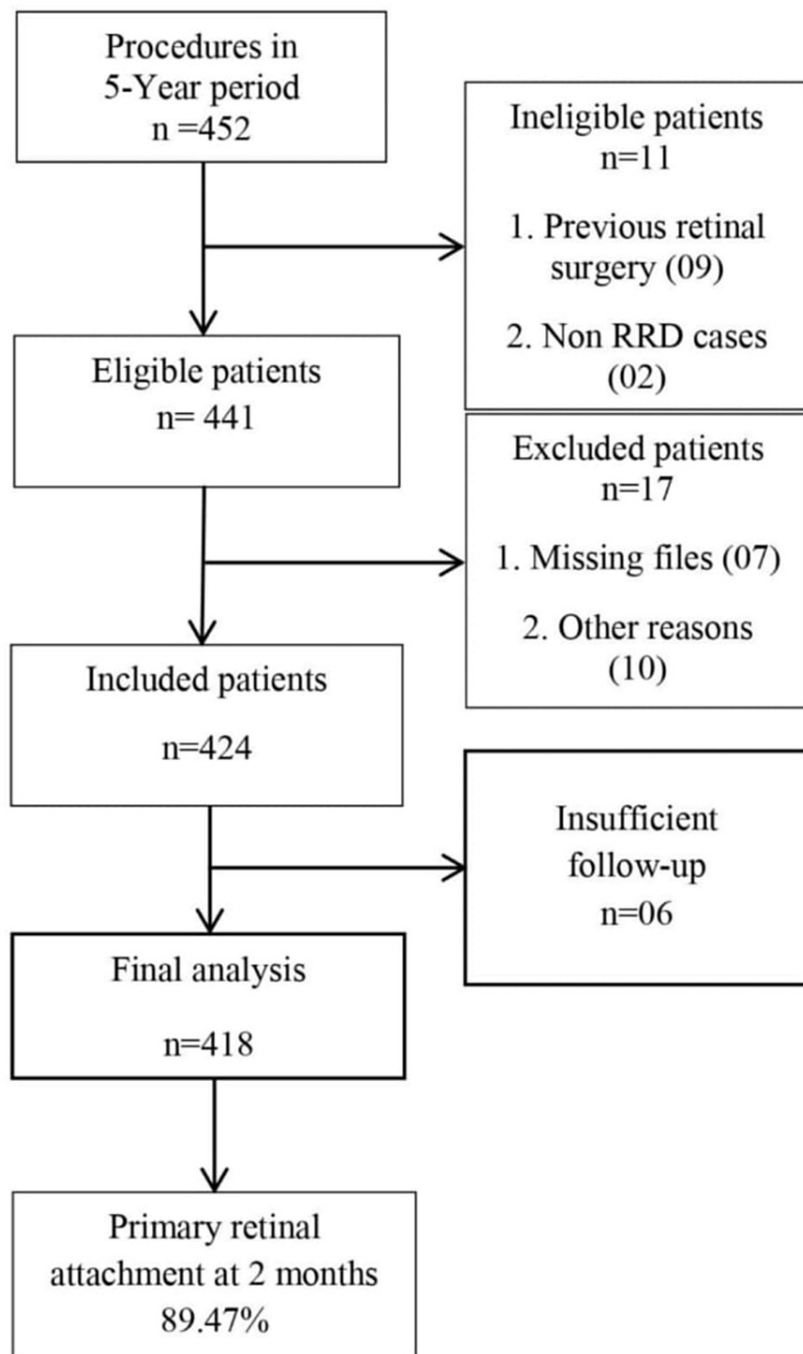 Procedures in
5-Year period
n =452
Ineligible patients
n=11
1. Previous retinal
surgery (09)
2. Non RRD cases
(02)
Eligible patients
n= 441
Excluded patients
n=17
1. Missing files (07)
2. Other reasons
(10)
Included patients
n=424
Insufficient
follow-up
n=06
Final analysis
n=418
Primary retinal
attachment at 2 months
89.47%